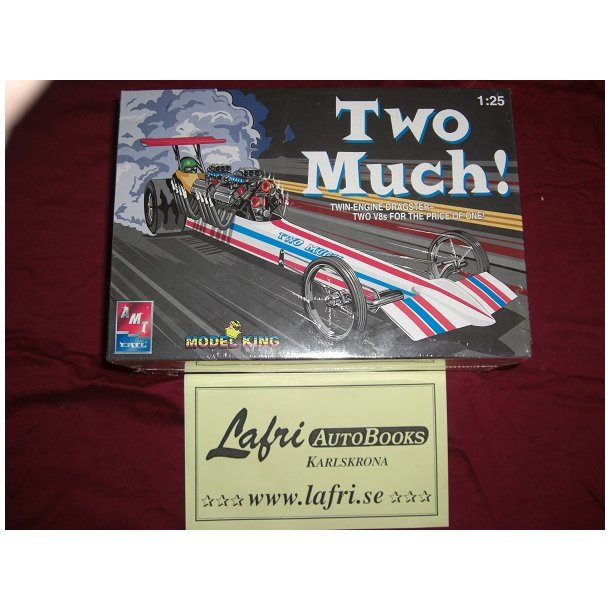 1:25
Two
Much!
TWIN-ENGINE DRAGSTER–
TWO V8s FOR THE PRICE OF ONE!
TWO MUCH
AMT
ERTL
MODEL KING
Lafri AUTOBOOKS
KARLSKRONA
www.lafri.se